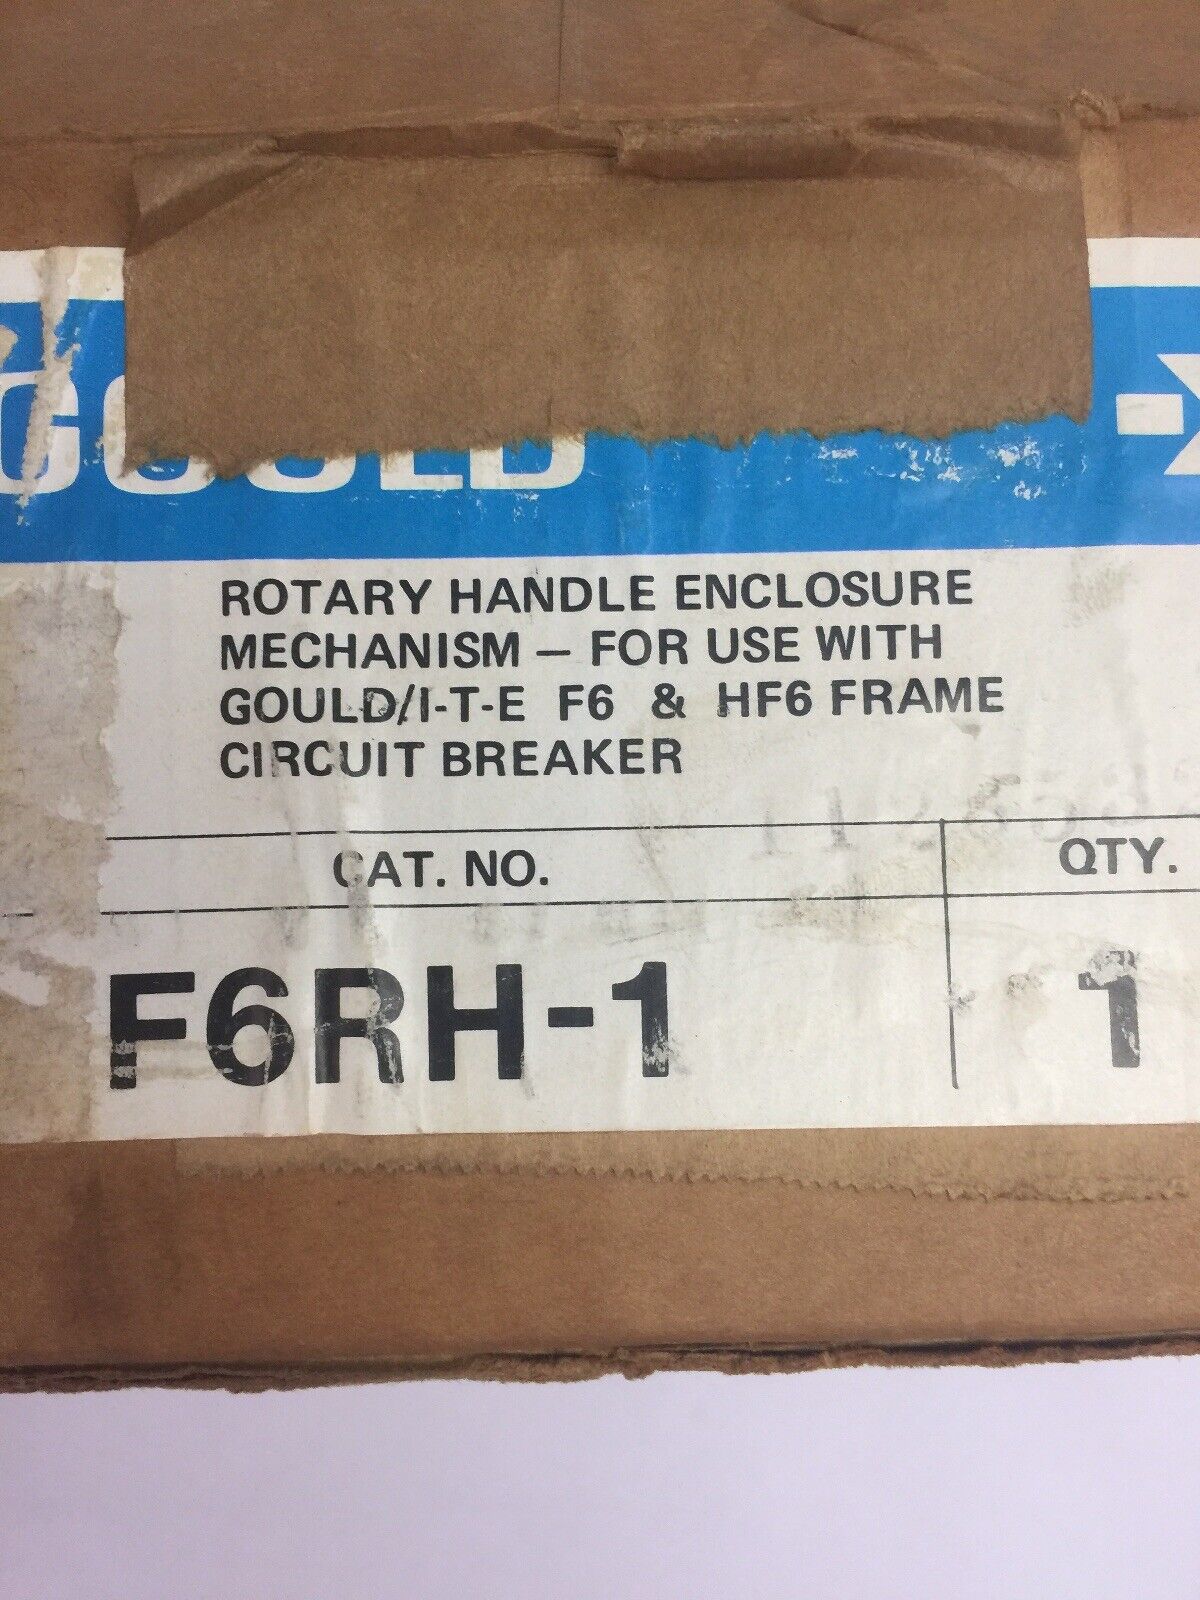 GOULD
ROTARY HANDLE ENCLOSURE
MECHANISM – FOR USE WITH
GOULD/I-T-E F6 & HF6 FRAME
CIRCUIT BREAKER
CAT. NO. QTY.
F6RH-1 1